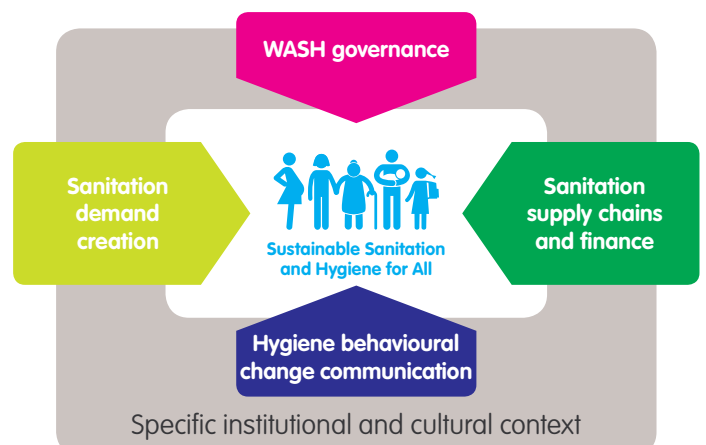 WASH governance
Sanitation
demand
creation
Sustainable Sanitation
and Hygiene for All
Sanitation
supply chains
and finance
Hygiene behavioural
change communication
Specific institutional and cultural context